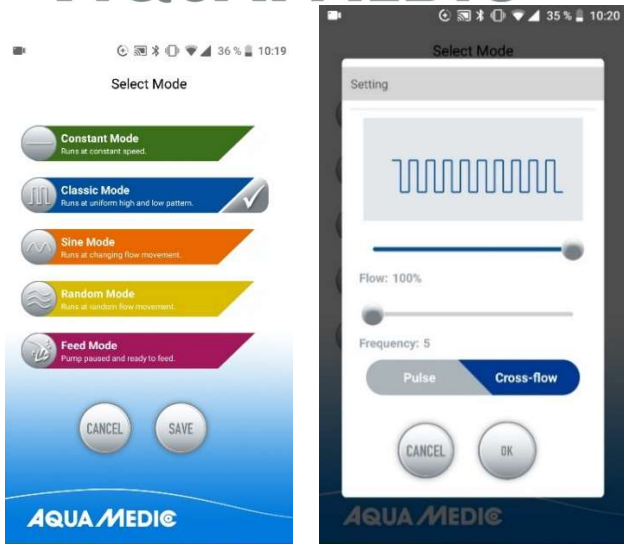 36 % 10:19
Select Mode
Constant Mode
Runs at constant speed.
Classic Mode
Runs at uniform high and low pattern.
Sine Mode
Runs at changing flow movement.
Random Mode
Runs at random flow movement.
Feed Mode
Pump paused and ready to feed.
CANCEL SAVE
AQUA MEDIC
35 % 10:20
Select Mode
Setting
Flow: 100%
Frequency: 5
Pulse Cross-flow
CANCEL OK
AQUA MEDIC